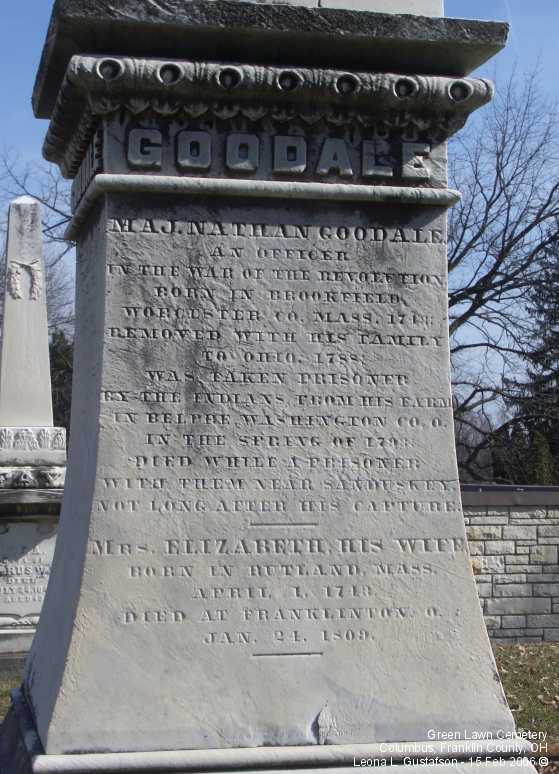 GOODALE
MAJ. NATHAN GOODALE,
AN OFFICER
IN THE WAR OF THE REVOLUTION
BORN IN BROOKFIELD,
WORCESTER CO. MASS. 1743;
REMOVED WITH HIS FAMILY
TO OHIO, 1788;
WAS TAKEN PRISONER
BY THE INDIANS, FROM HIS FARM
IN BELPRE, WASHINGTON CO. O.
IN THE SPRING OF 1793;
DIED WHILE A PRISONER
WITH THEM NEAR SANDUSKEY,
NOT LONG AFTER HIS CAPTURE.
MRS. ELIZABETH, HIS WIFE
BORN IN RUTLAND, MASS.
APRIL 4, 1743.
DIED AT FRANKLINTON, O.
JAN. 24, 1809.
Green Lawn Cemetery
Columbus, Franklin County, OH
Leona L. Gustafson - 15 Feb 2006 @